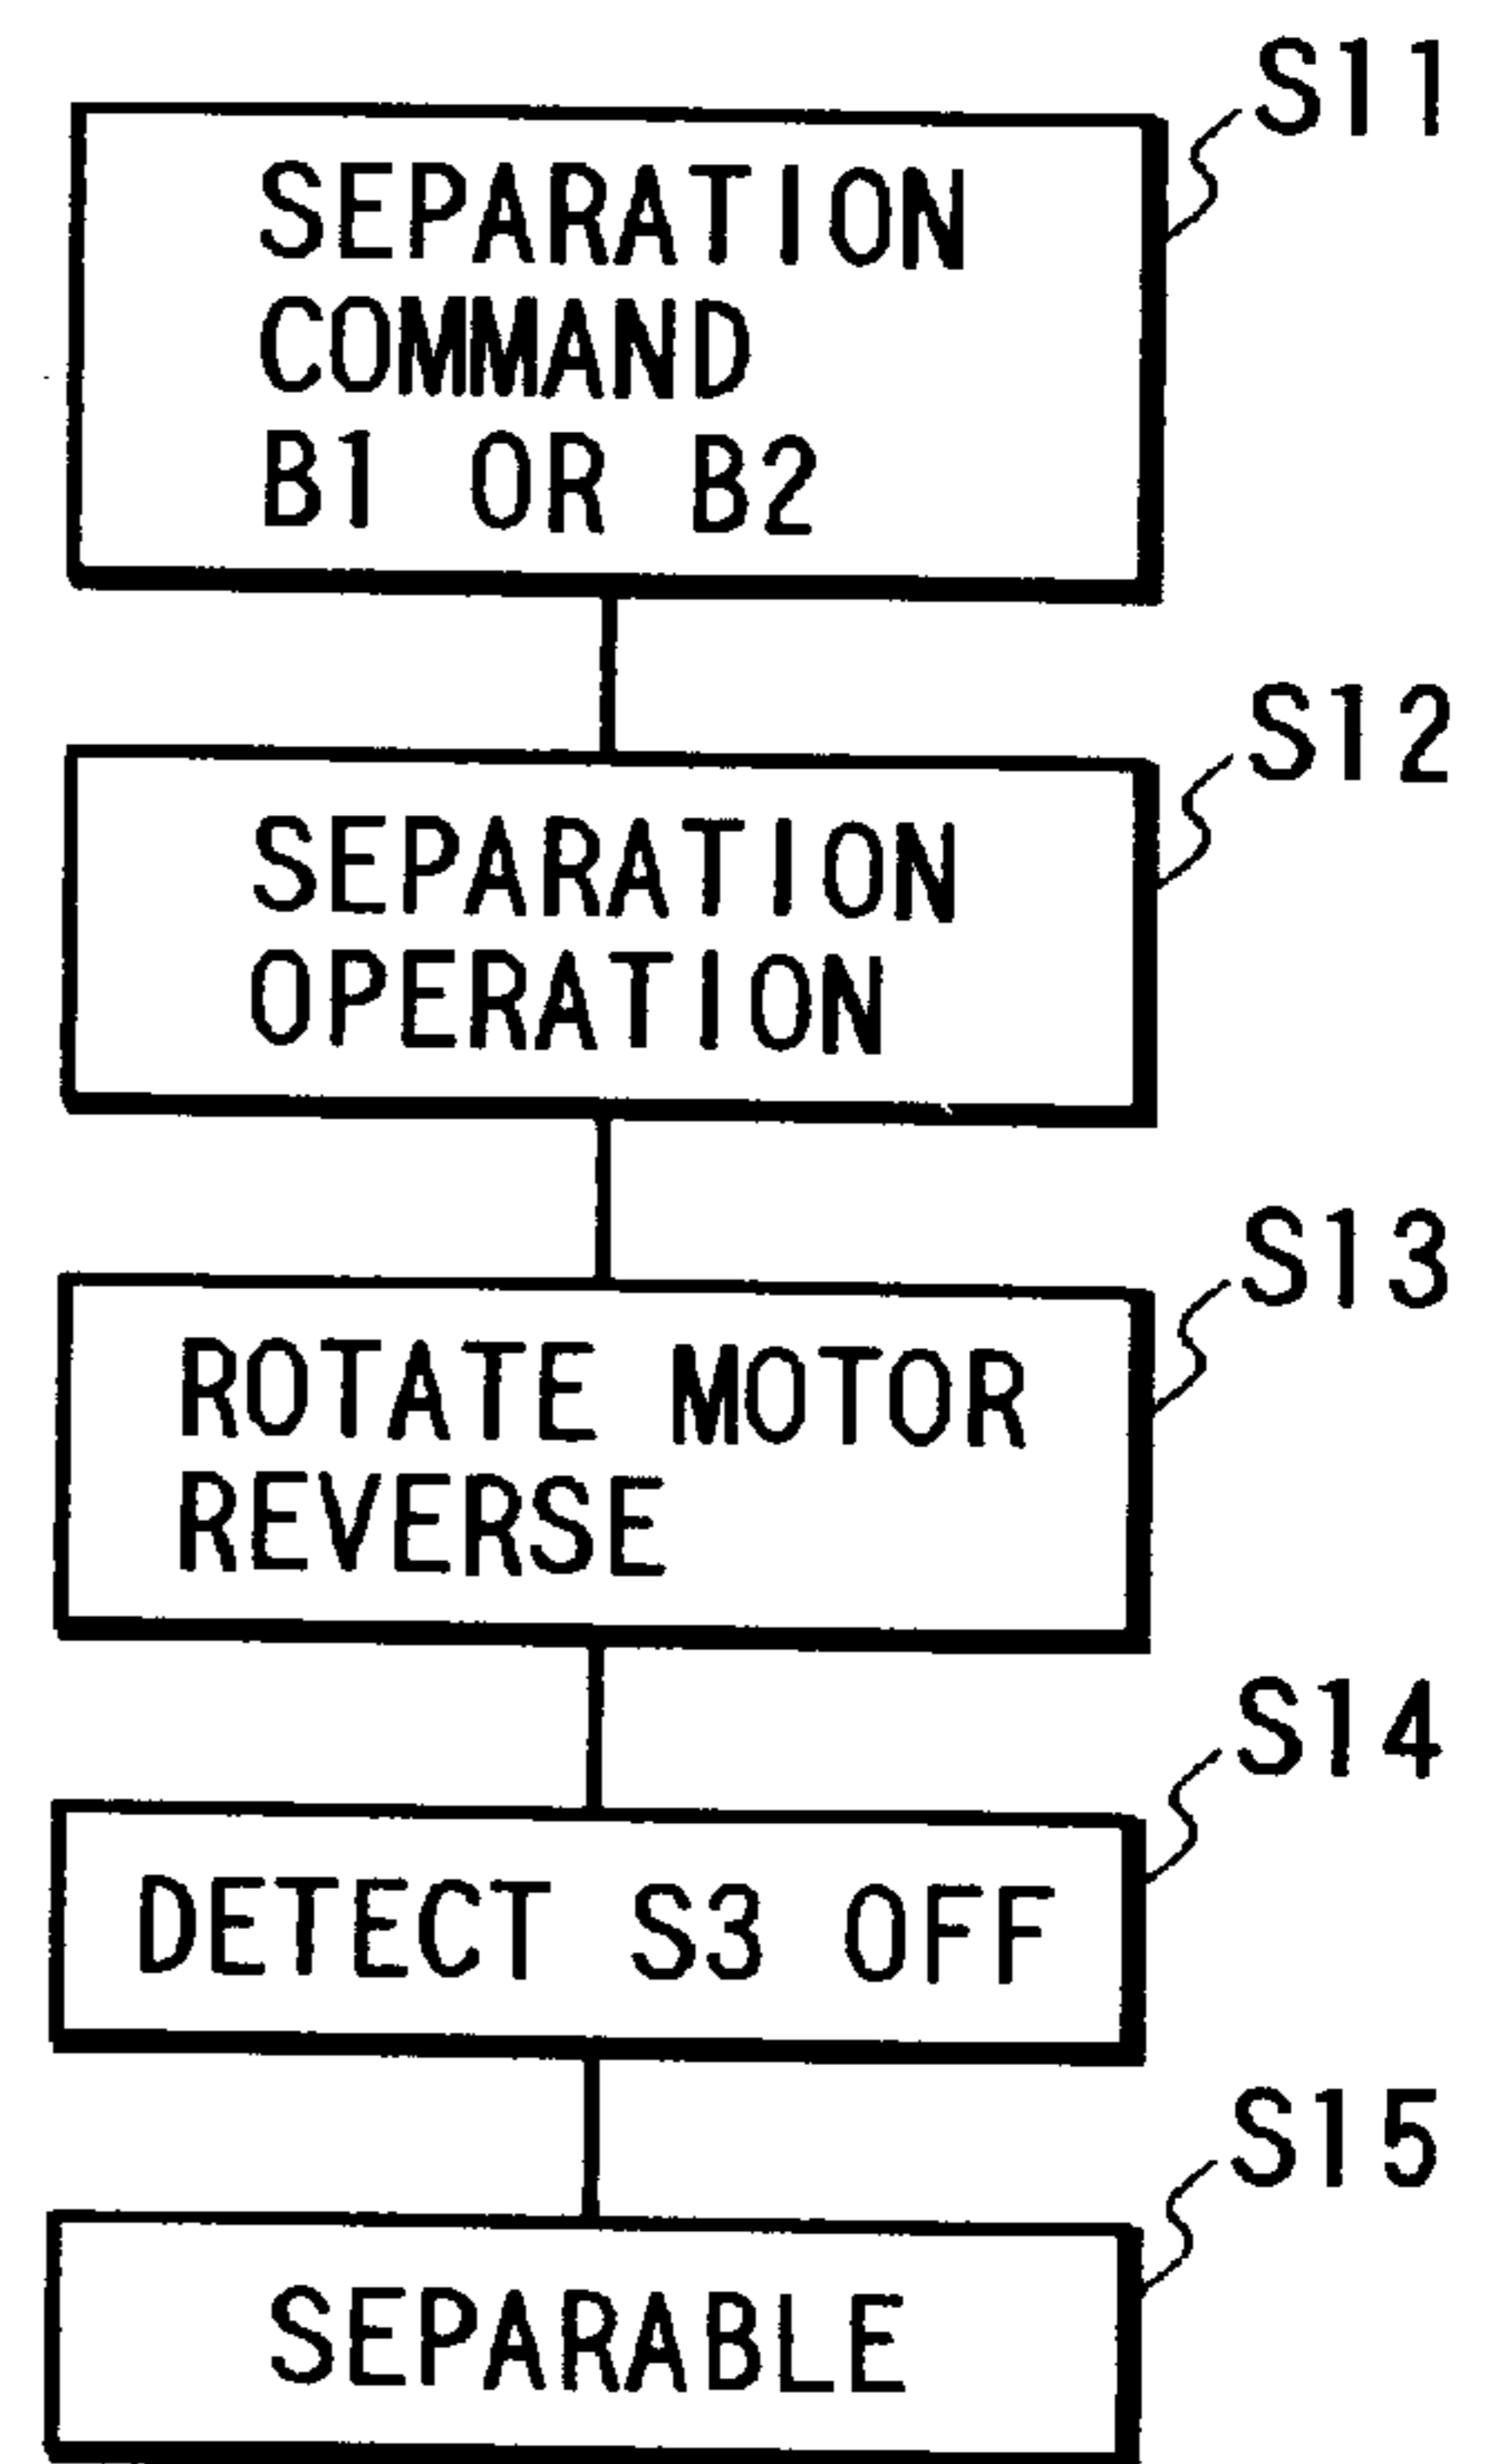 S11
SEPARATION
COMMAND
B1 OR B2
S12
SEPARATION
OPERATION
S13
ROTATE MOTOR
REVERSE
S14
DETECT S3 OFF
S15
SEPARABLE